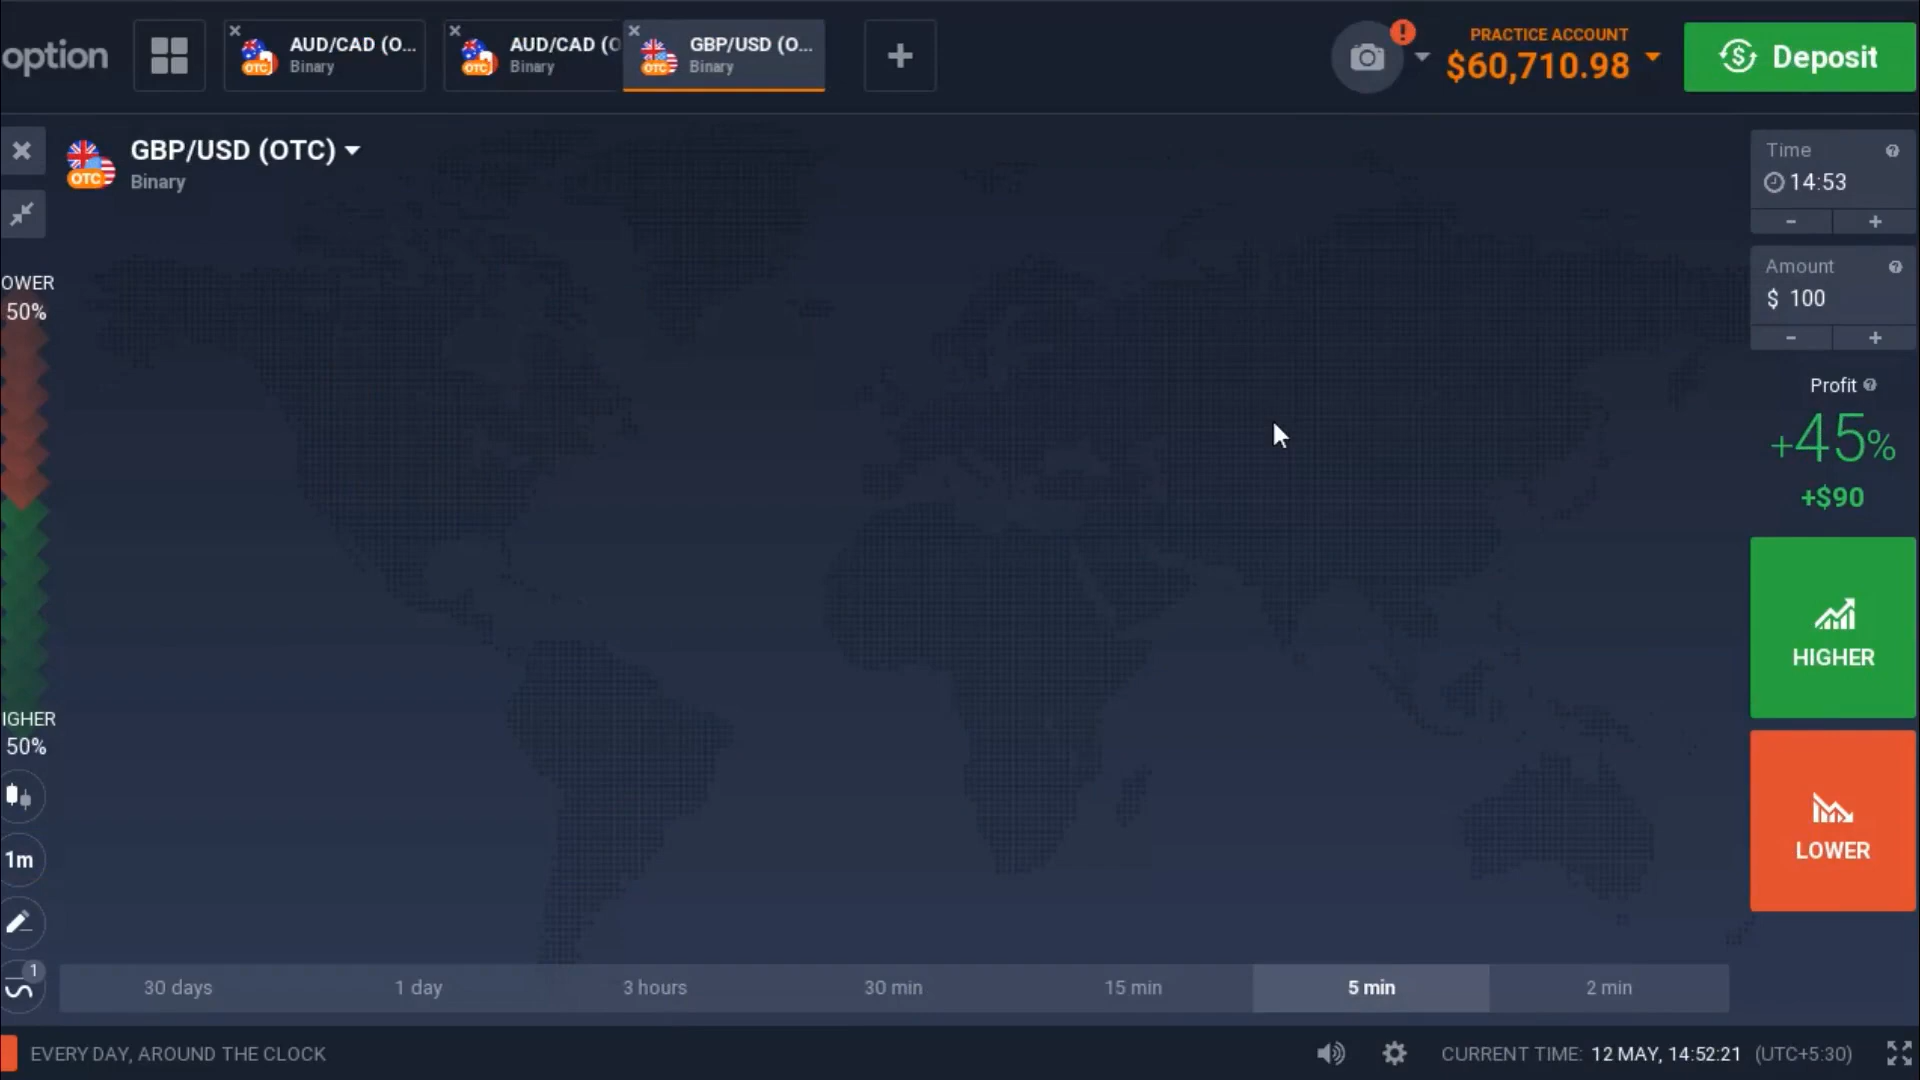 option
AUD/CAD (O...
Binary
AUD/CAD (O
Binary
GBP/USD (O...
Binary
PRACTICE ACCOUNT
$60,710.98
Deposit
GBP/USD (OTC)
OTC
Binary
Time
14:53
- +
Amount
$ 100
- +
Profit
+45%
+$90
HIGHER
LOWER
OWER
50%
IGHER
50%
1m
1
30 days
1 day
3 hours
30 min
15 min
5 min
2 min
EVERY DAY, AROUND THE CLOCK
CURRENT TIME: 12 MAY, 14:52:21 (UTC+5:30)